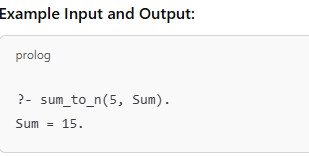 Example Input and Output:
prolog
?- sum_to_n(5, Sum).
Sum = 15.